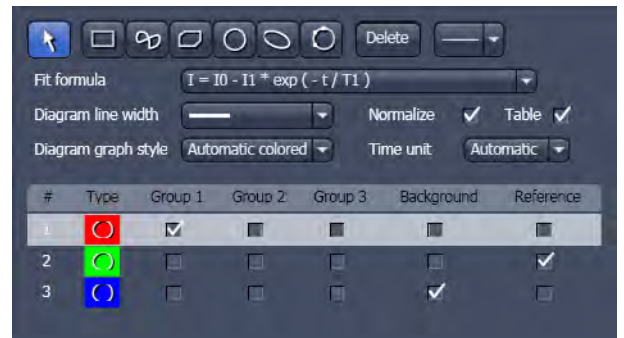 Delete
Fit formula I = I0 - I1 * exp ( - t / T1 )
Diagram line width Normalize Table
Diagram graph style Automatic colored Time unit Automatic
# Type Group 1 Group 2 Group 3 Background Reference
1
2
3